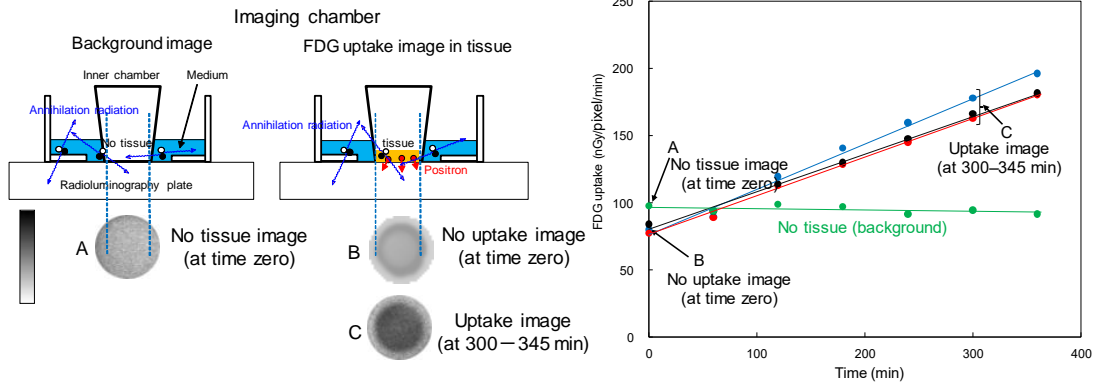 Imaging chamber
Background image
FDG uptake image in tissue
Inner chamber
Medium
Annihilation radiation
No tissue
Radioluminography plate
Annihilation radiation
tissue
Positron
A
No tissue image
(at time zero)
B
No uptake image
(at time zero)
C
Uptake image
(at 300－345 min)
FDG uptake (nGy/pixel/min)
250
200
150
100
50
0
0
100
200
300
400
Time (min)
A
No tissue image
(at time zero)
B
No uptake image
(at time zero)
C
Uptake image
(at 300–345 min)
No tissue (background)